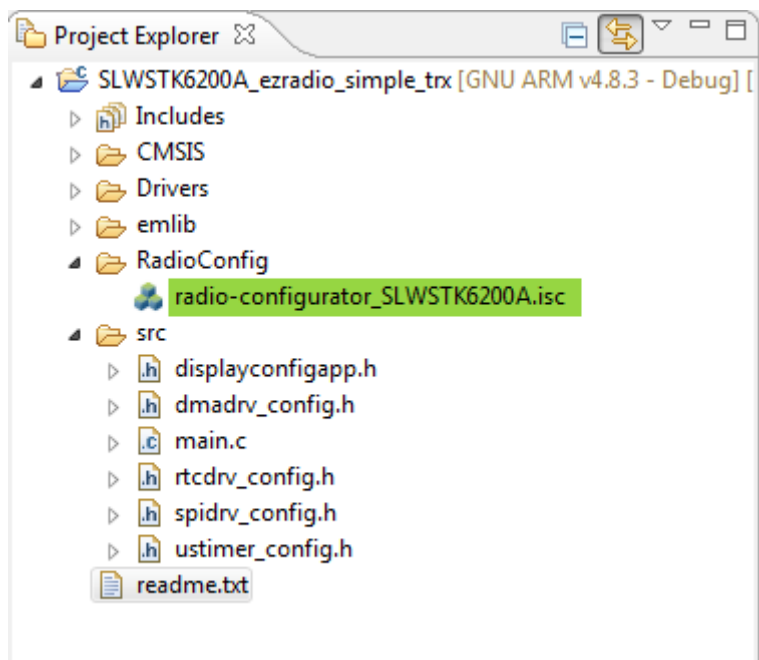 Project Explorer
SLWSTK6200A_ezradio_simple_trx [GNU ARM v4.8.3 - Debug] [
Includes
CMSIS
Drivers
emlib
RadioConfig
radio-configurator_SLWSTK6200A.isc
src
.h displayconfigapp.h
.h dmadrv_config.h
.c main.c
.h rtcdrv_config.h
.h spidrv_config.h
.h ustimer_config.h
readme.txt